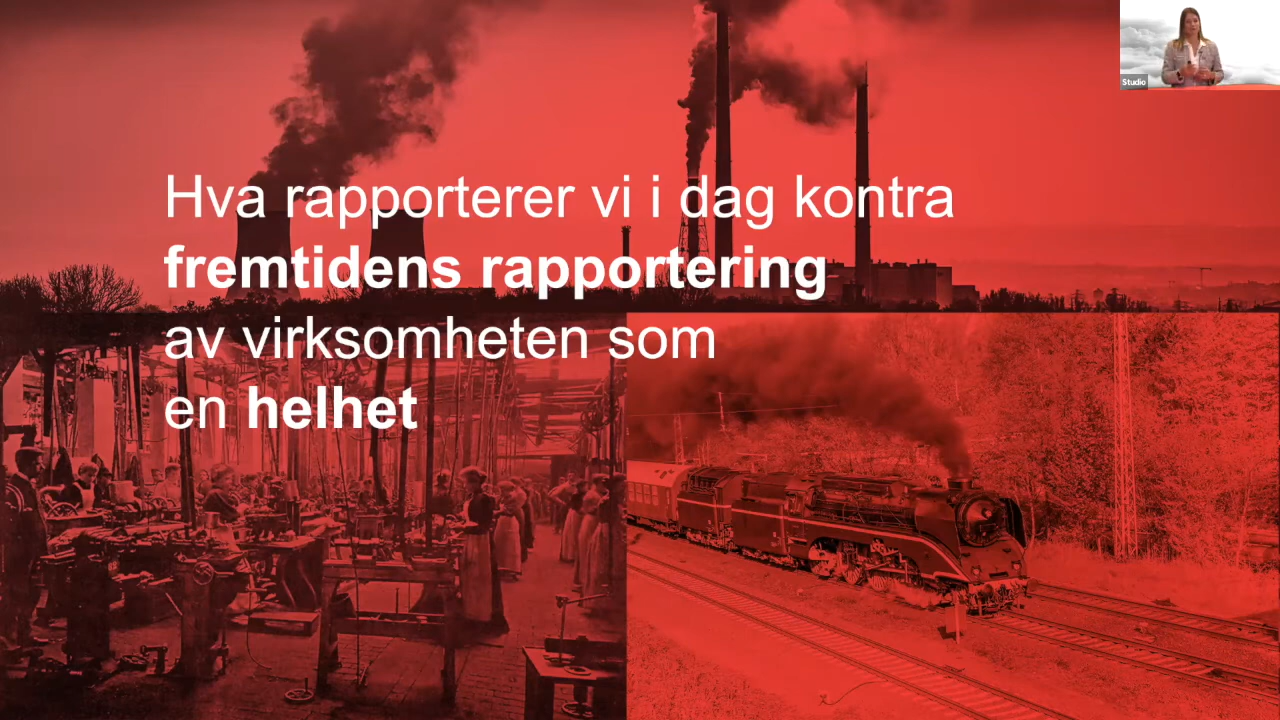 Studio
Hva rapporterer vi i dag kontra
fremtidens rapportering
av virksomheten som
en helhet